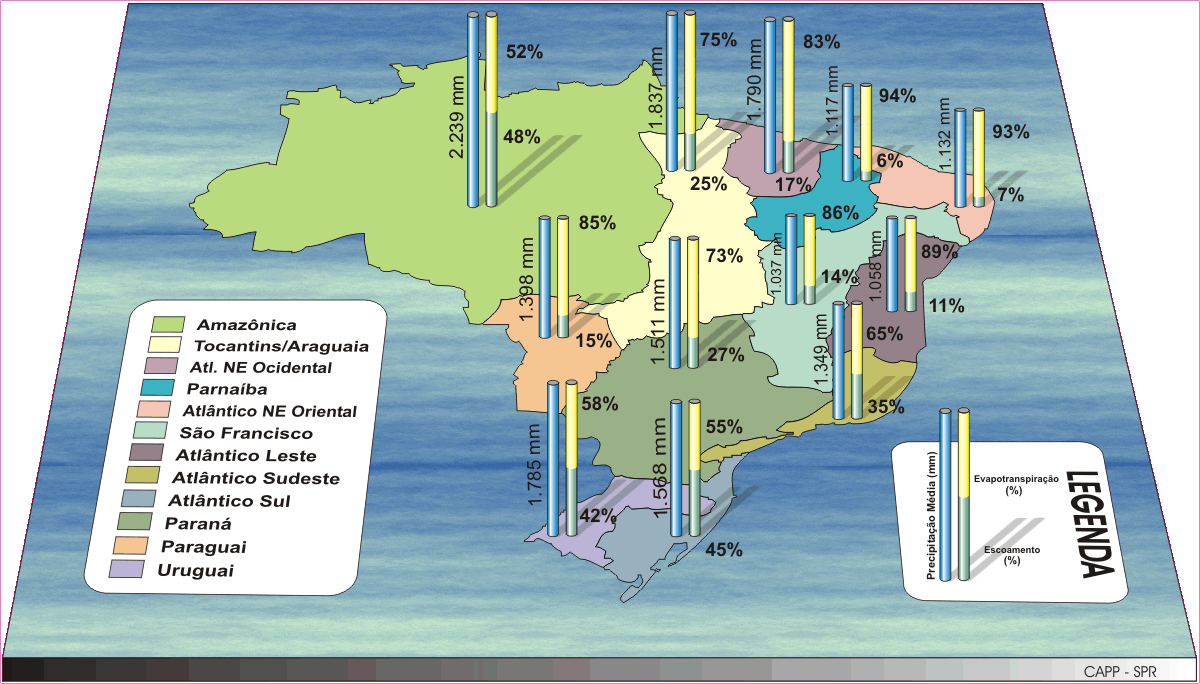 2.239 mm
52%
48%
1.837 mm
75%
25%
1.790 mm
83%
17%
1.117 mm
94%
6%
1.132 mm
93%
7%
1.398 mm
85%
15%
1.511 mm
73%
27%
1.037 mm
86%
14%
1.058 mm
89%
11%
1.349 mm
65%
35%
1.785 mm
58%
42%
1.568 mm
55%
45%
Amazônica
Tocantins/Araguaia
Atl. NE Ocidental
Parnaíba
Atlântico NE Oriental
São Francisco
Atlântico Leste
Atlântico Sudeste
Atlântico Sul
Paraná
Paraguai
Uruguai
LEGENDA
Precipitação Média (mm)
Evapotranspiração
(%)
Escoamento
(%)
CAPP - SPR